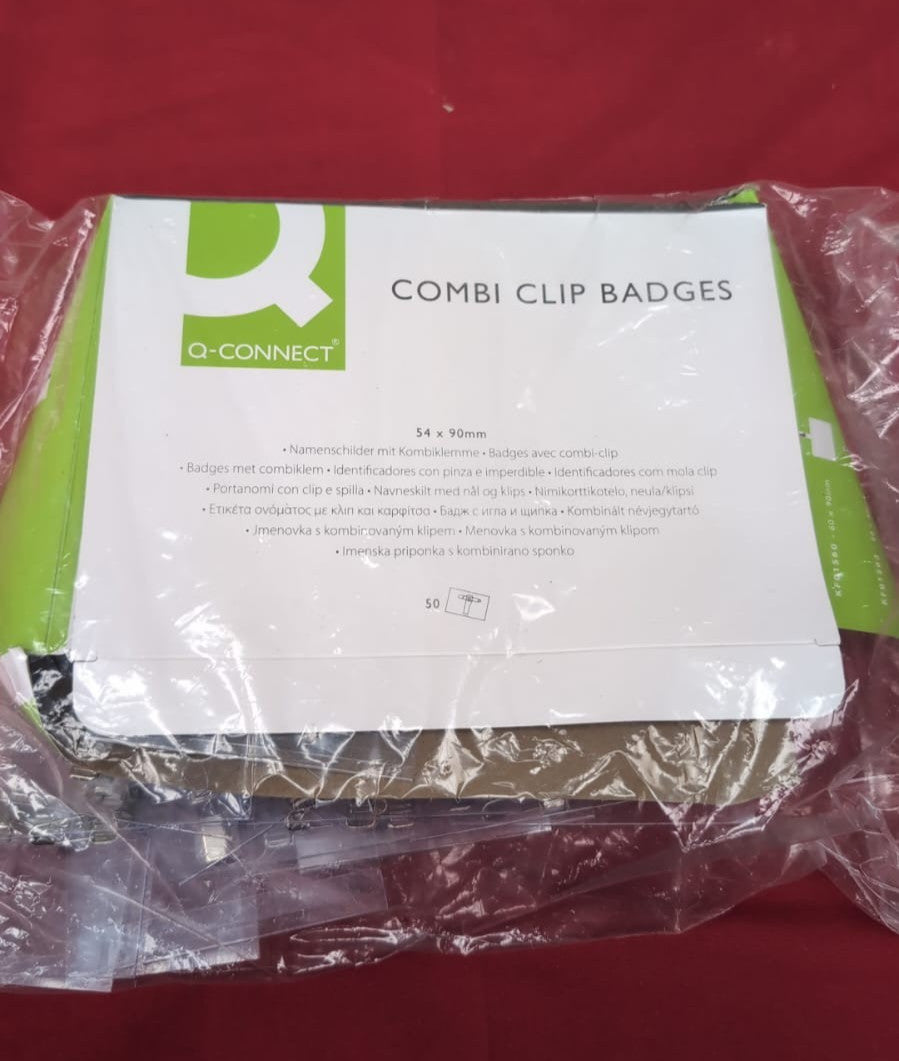 COMBI CLIP BADGES
Q-CONNECT®
54 x 90mm
• Namenschilder mit Kombiklemme • Badges avec combi-clip
• Badges met combiklem • Identificadores con pinza e imperdible • Identificadores com mola clip
• Portanomi con clip e spilla • Navneskilt med nål og klips • Nimikorttikotelo, neula/klipsi
• Ετικέτα ονόματος με κλιπ και καρφίτσα • Бадж с игла и щипка • Kombinált névjegytartó
• Jmenovka s kombinovaným klipem • Menovka s kombinovaným klipom
• Imenska priponka s kombinirano sponko
50
KF01560 - 60 x 90mm